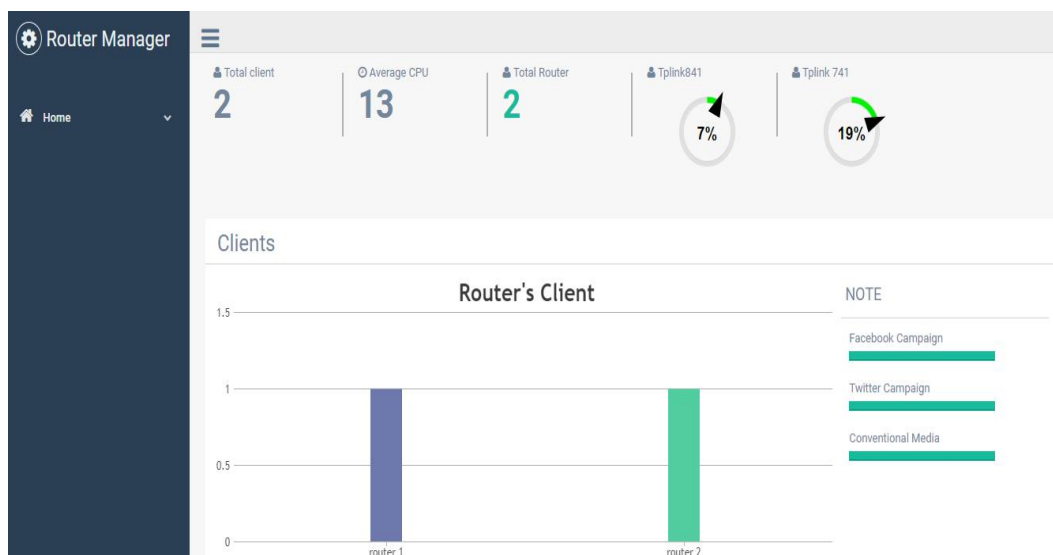 Router Manager
Home
Total client
2
Average CPU
13
Total Router
2
Tplink841
7%
Tplink 741
19%
Clients
Router's Client
1.5
1
0.5
0
router 1
router 2
NOTE
Facebook Campaign
Twitter Campaign
Conventional Media